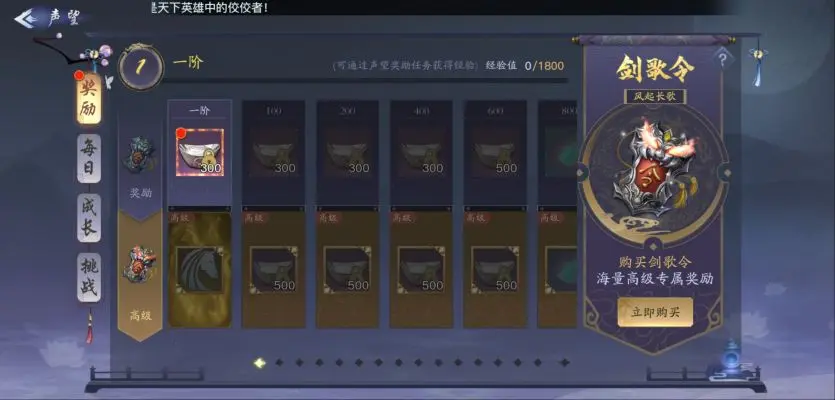 声望
天下英雄中的佼佼者!
1
一阶
(可通过声望奖励任务获得经验) 经验值 0/1800
奖励
每日
成长
挑战
一阶
100
200
400
600
800
奖励
300
300
300
300
500
高级
高级
高级
高级
高级
高级
高级
500
500
500
500
剑歌令
?
风起长歌
购买剑歌令
海量高级专属奖励
立即购买